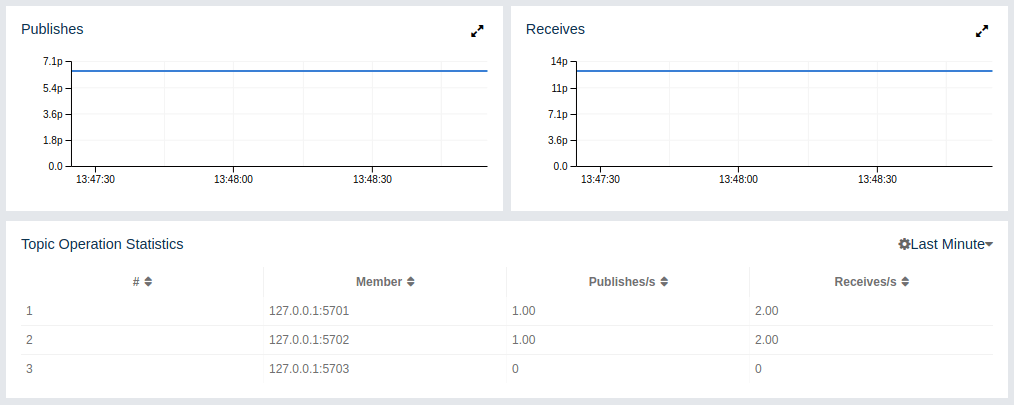 Publishes
7.1p
5.4p
3.6p
1.8p
0.0
13:47:30 13:48:00 13:48:30
Receives
14p
11p
7.1p
3.6p
0.0
13:47:30 13:48:00 13:48:30
Topic Operation Statistics Last Minute
# Member Publishes/s Receives/s
1 127.0.0.1:5701 1.00 2.00
2 127.0.0.1:5702 1.00 2.00
3 127.0.0.1:5703 0 0